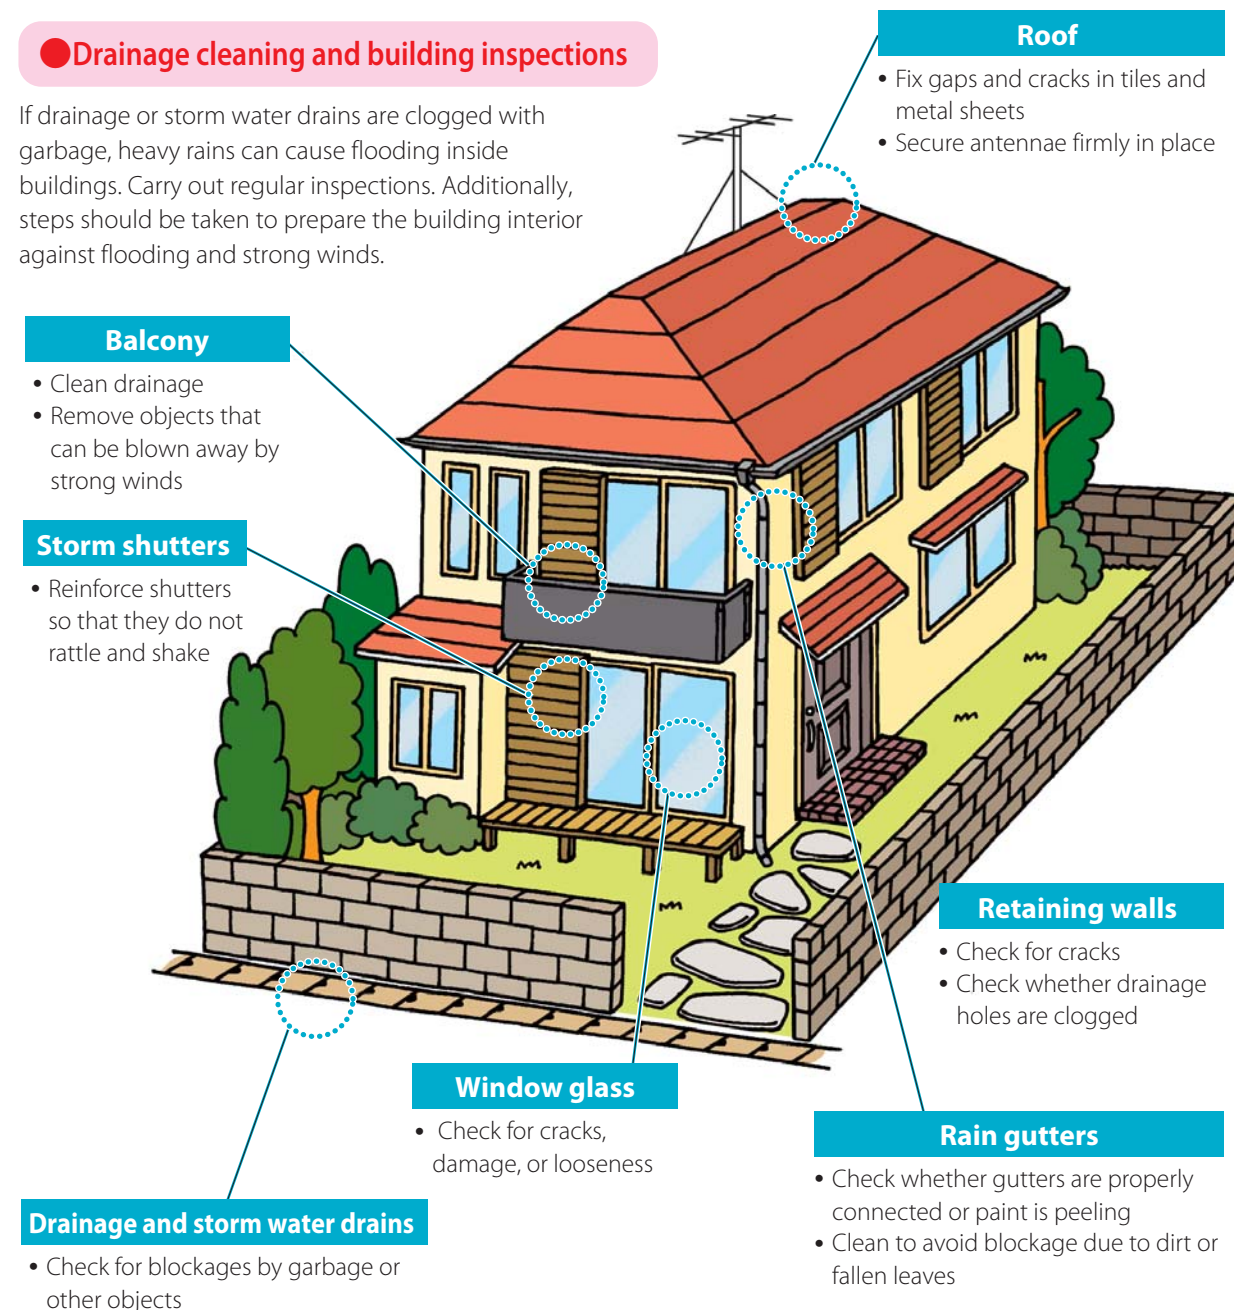 ●Drainage cleaning and building inspections
If drainage or storm water drains are clogged with
garbage, heavy rains can cause flooding inside
buildings. Carry out regular inspections. Additionally,
steps should be taken to prepare the building interior
against flooding and strong winds.
Roof
• Fix gaps and cracks in tiles and
metal sheets
• Secure antennae firmly in place
Balcony
• Clean drainage
• Remove objects that
can be blown away by
strong winds
Storm shutters
• Reinforce shutters
so that they do not
rattle and shake
Retaining walls
• Check for cracks
• Check whether drainage
holes are clogged
Window glass
• Check for cracks,
damage, or looseness
Rain gutters
• Check whether gutters are properly
connected or paint is peeling
• Clean to avoid blockage due to dirt or
fallen leaves
Drainage and storm water drains
• Check for blockages by garbage or
other objects